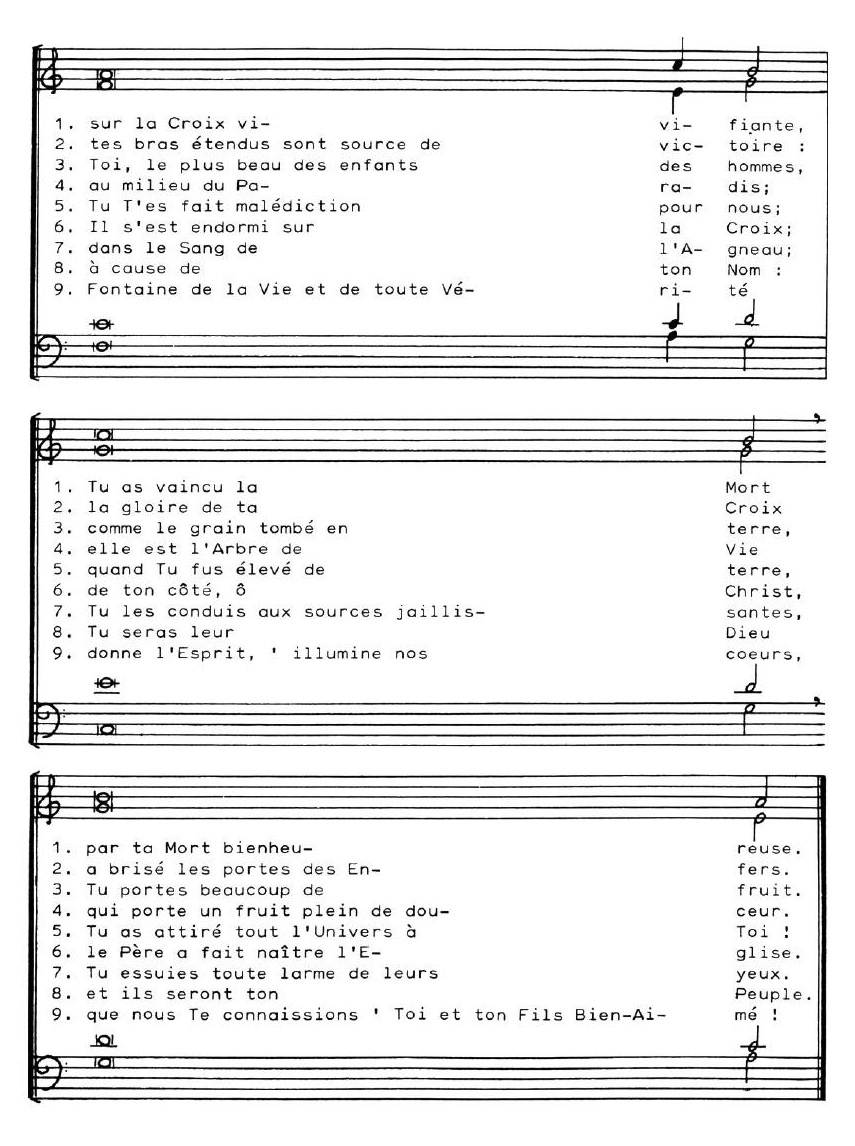 1. sur la Croix vi- vi- fiante,
2. tes bras étendus sont source de vic- toire :
3. Toi, le plus beau des enfants des hommes,
4. au milieu du Pa- ra- dis;
5. Tu T'es fait malédiction pour nous;
6. Il s'est endormi sur la Croix;
7. dans le Sang de l'A- gneau;
8. à cause de ton Nom :
9. Fontaine de la Vie et de toute Vé- ri- té
1. Tu as vaincu la Mort
2. la gloire de ta Croix
3. comme le grain tombé en terre,
4. elle est l'Arbre de Vie
5. quand Tu fus élevé de terre,
6. de ton côté, ô Christ,
7. Tu les conduis aux sources jaillis- santes,
8. Tu seras leur Dieu
9. donne l'Esprit, ' illumine nos coeurs,
1. par ta Mort bienheu- reuse.
2. a brisé les portes des En- fers.
3. Tu portes beaucoup de fruit.
4. qui porte un fruit plein de dou- ceur.
5. Tu as attiré tout l'Univers à Toi !
6. le Père a fait naître l'E- glise.
7. Tu essuies toute larme de leurs yeux.
8. et ils seront ton Peuple.
9. que nous Te connaissions ' Toi et ton Fils Bien-Ai- mé !